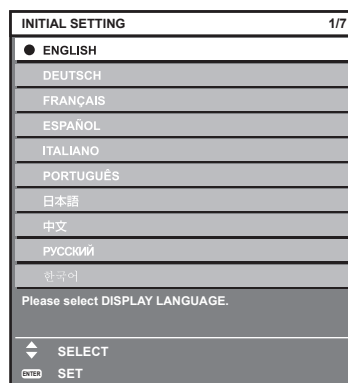 INITIAL SETTING 1/7
ENGLISH
DEUTSCH
FRANÇAIS
ESPAÑOL
ITALIANO
PORTUGUÊS
日本語
中文
РУССКИЙ
한국어
Please select DISPLAY LANGUAGE.
SELECT
ENTER SET